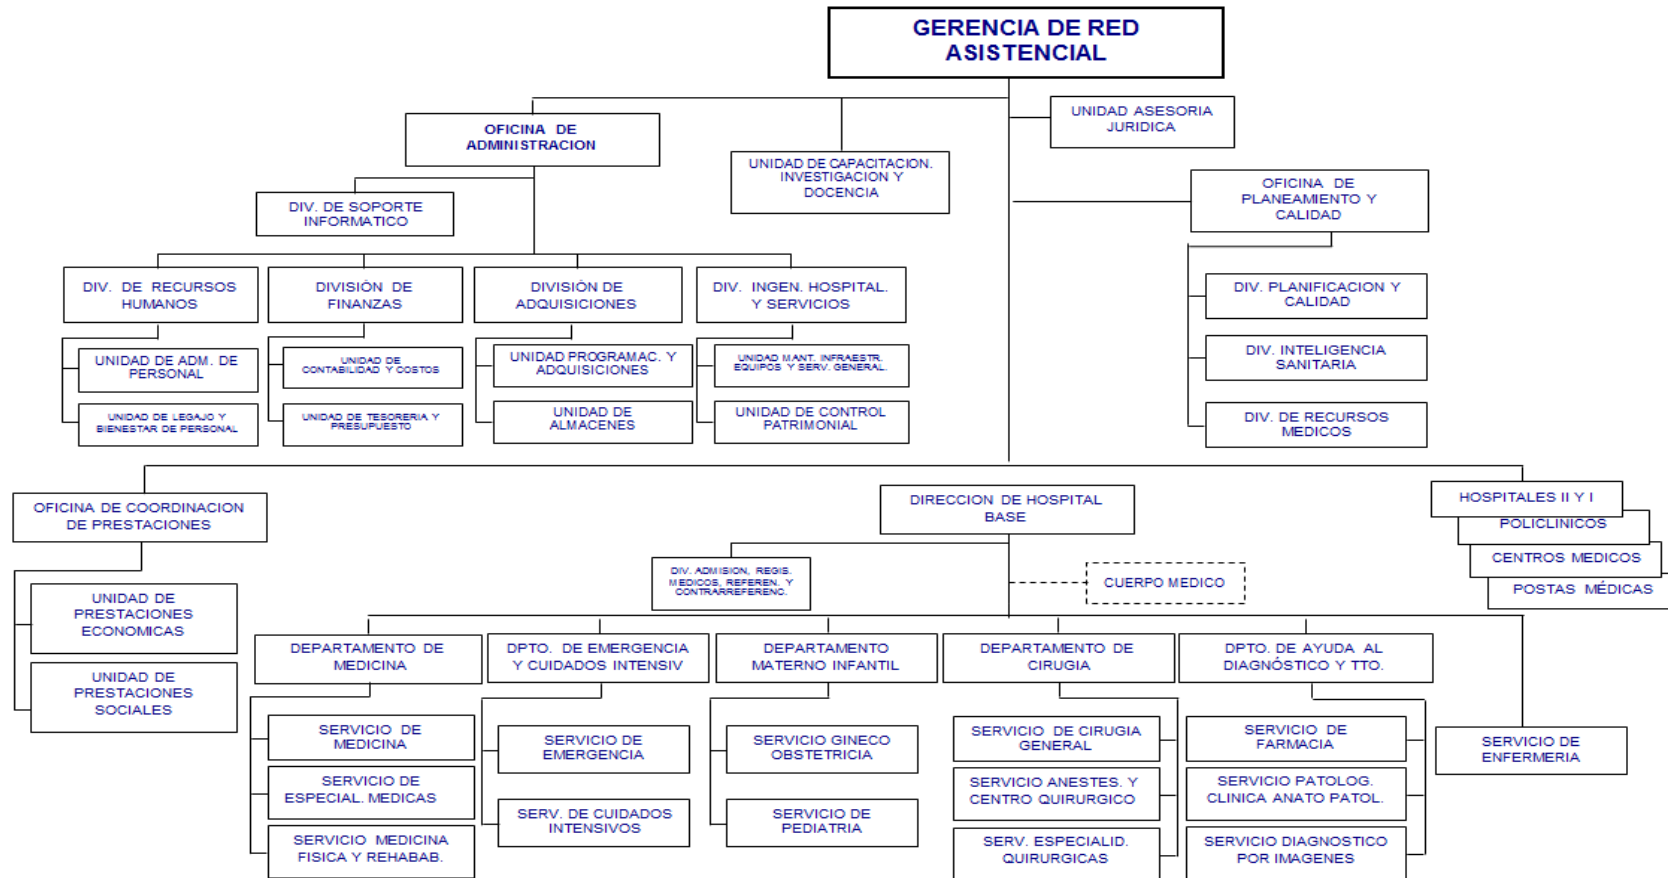 GERENCIA DE RED
ASISTENCIAL
UNIDAD ASESORIA
JURIDICA
OFICINA DE
ADMINISTRACION
UNIDAD DE CAPACITACION.
INVESTIGACION Y
DOCENCIA
OFICINA DE
PLANEAMIENTO Y
CALIDAD
DIV. DE SOPORTE
INFORMATICO
DIV. DE RECURSOS
HUMANOS
DIVISIÓN DE
FINANZAS
DIVISIÓN DE
ADQUISICIONES
DIV. INGEN. HOSPITAL.
Y SERVICIOS
DIV. PLANIFICACION Y
CALIDAD
UNIDAD DE ADM. DE
PERSONAL
UNIDAD DE
CONTABILIDAD Y COSTOS
UNIDAD PROGRAMAC. Y
ADQUISICIONES
UNIDAD MANT. INFRAESTR.
EQUIPOS Y SERV. GENERAL.
DIV. INTELIGENCIA
SANITARIA
UNIDAD DE LEGAJO Y
BIENESTAR DE PERSONAL
UNIDAD DE TESORERIA Y
PRESUPUESTO
UNIDAD DE
ALMACENES
UNIDAD DE CONTROL
PATRIMONIAL
DIV. DE RECURSOS
MEDICOS
OFICINA DE COORDINACION
DE PRESTACIONES
DIRECCION DE HOSPITAL
BASE
HOSPITALES II Y I
POLICLINICOS
CENTROS MEDICOS
POSTAS MÉDICAS
DIV. ADMISION, REGIS.
MEDICOS, REFEREN. Y
CONTRARREFERENC.
CUERPO MEDICO
UNIDAD DE
PRESTACIONES
ECONOMICAS
UNIDAD DE
PRESTACIONES
SOCIALES
DEPARTAMENTO DE
MEDICINA
DPTO. DE EMERGENCIA
Y CUIDADOS INTENSIV
DEPARTAMENTO
MATERNO INFANTIL
DEPARTAMENTO DE
CIRUGIA
DPTO. DE AYUDA AL
DIAGNÓSTICO Y TTO.
SERVICIO DE
MEDICINA
SERVICIO DE
EMERGENCIA
SERVICIO GINECO
OBSTETRICIA
SERVICIO DE CIRUGIA
GENERAL
SERVICIO DE
FARMACIA
SERVICIO DE
ENFERMERIA
SERVICIO DE
ESPECIAL. MEDICAS
SERV. DE CUIDADOS
INTENSIVOS
SERVICIO DE
PEDIATRIA
SERVICIO ANESTES. Y
CENTRO QUIRURGICO
SERVICIO PATOLOG.
CLINICA ANATO PATOL.
SERVICIO MEDICINA
FISICA Y REHABAB.
SERV. ESPECIALID.
QUIRURGICAS
SERVICIO DIAGNOSTICO
POR IMAGENES